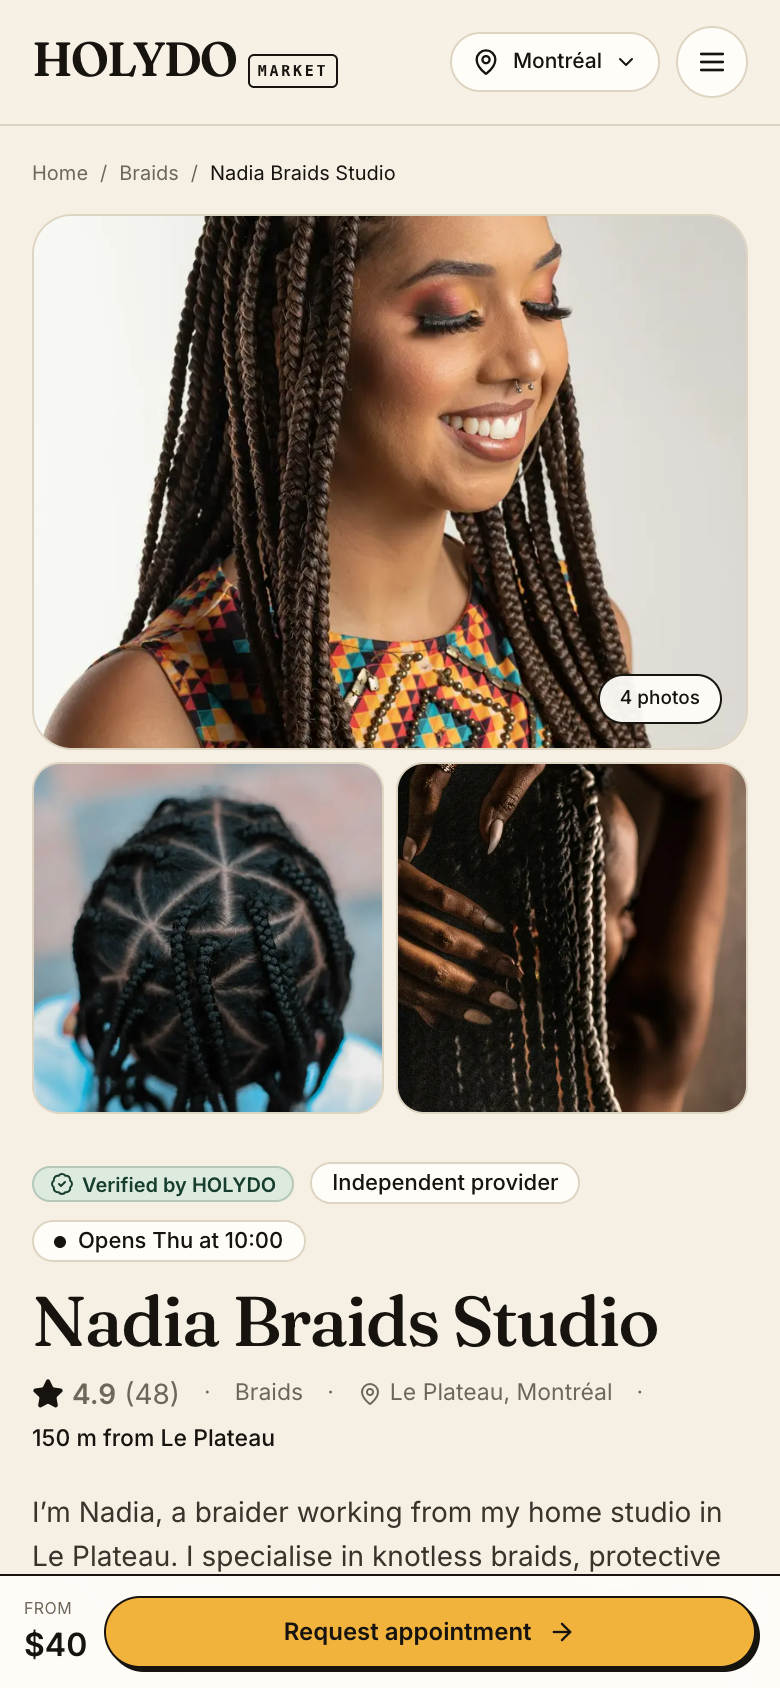 HOLYDO MARKET Montréal
Home / Braids / Nadia Braids Studio
4 photos
Verified by HOLYDO Independent provider
Opens Thu at 10:00
Nadia Braids Studio
4.9 (48) · Braids · Le Plateau, Montréal ·
150 m from Le Plateau
I’m Nadia, a braider working from my home studio in
Le Plateau. I specialise in knotless braids, protective
FROM
$40
Request appointment →